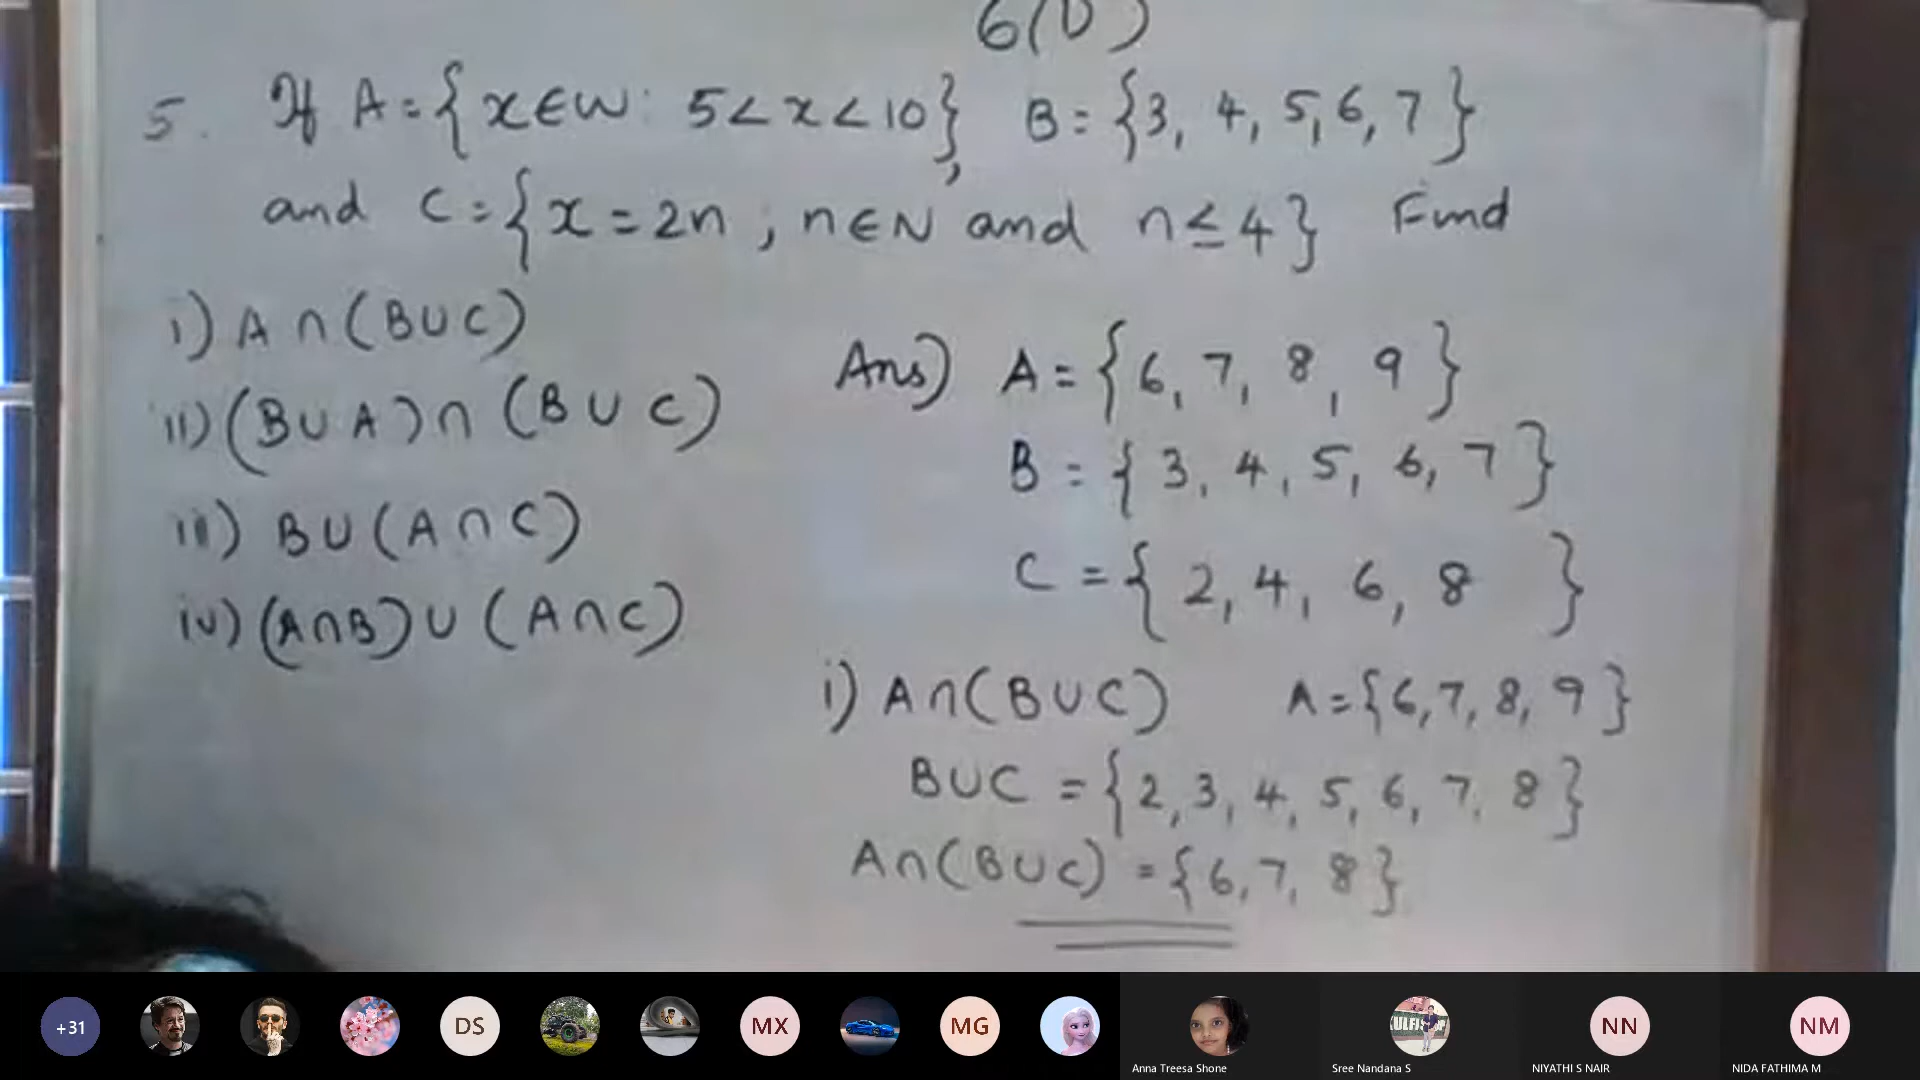 6(D)
5. If A = {x∈W : 5<x<10}, B = {3, 4, 5, 6, 7}
and C = {x = 2n ; n∈N and n≤4} Find
i) A∩(B∪C)
ii) (B∪A)∩(B∪C)
iii) B∪(A∩C)
iv) (A∩B)∪(A∩C)
Ans) A = {6, 7, 8, 9}
B = {3, 4, 5, 6, 7}
C = {2, 4, 6, 8 }
i) A∩(B∪C) A = {6, 7, 8, 9}
B∪C = {2, 3, 4, 5, 6, 7, 8}
A∩(B∪C) = {6, 7, 8}
+31
DS
MX
MG
NN
NM
Anna Treesa Shone
Sree Nandana S
NIYATHI S NAIR
NIDA FATHIMA M